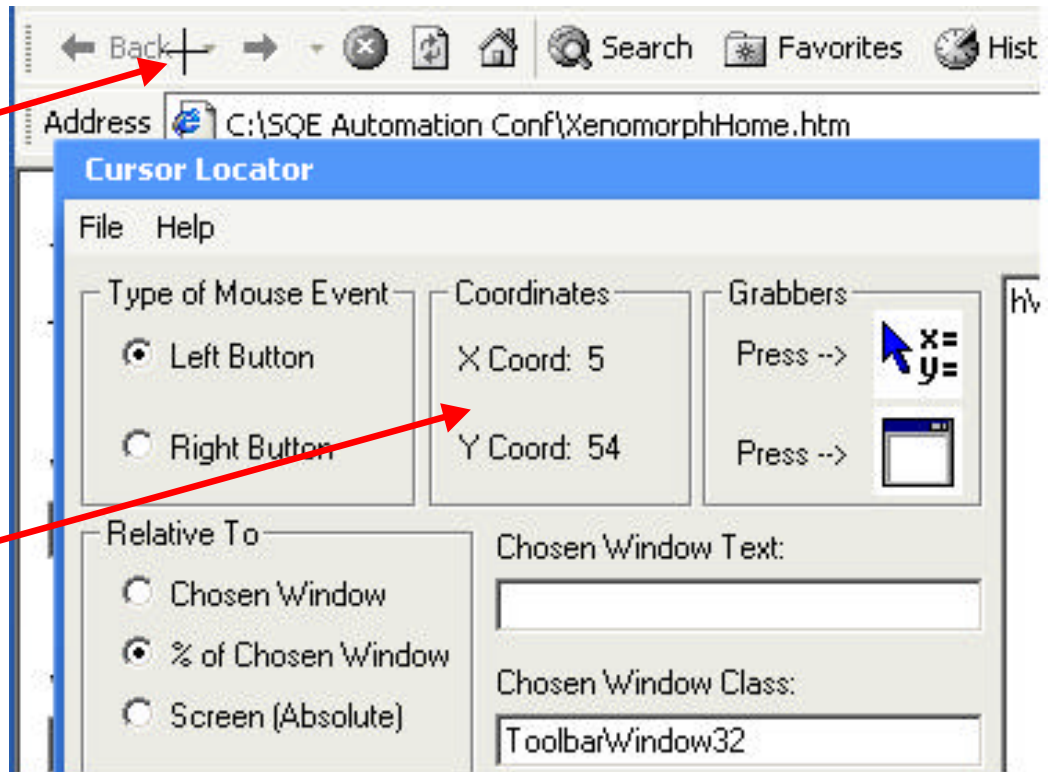 Back Search Favorites Hist
Address C:\SQE Automation Conf\XenomorphHome.htm
Cursor Locator
File Help
Type of Mouse Event
Left Button
Right Button
Coordinates
X Coord: 5
Y Coord: 54
Grabbers
Press -->
x=
y=
Press -->
Relative To
Chosen Window
% of Chosen Window
Screen (Absolute)
Chosen Window Text:
Chosen Window Class:
ToolbarWindow32